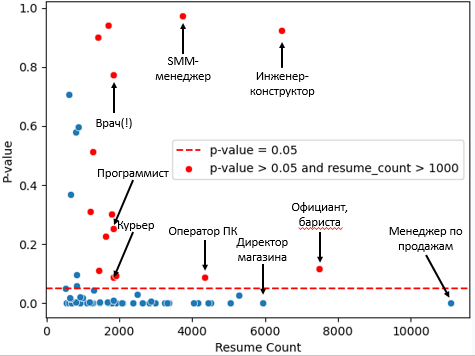 1.0
0.8
0.6
0.4
0.2
0.0
P-value
0
2000
4000
6000
8000
10000
Resume Count
SMM-
менеджер
Инженер-
конструктор
Врач(!)
p-value = 0.05
p-value > 0.05 and resume_count > 1000
Программист
Курьер
Оператор ПК
Директор
магазина
Официант,
бариста
Менеджер по
продажам